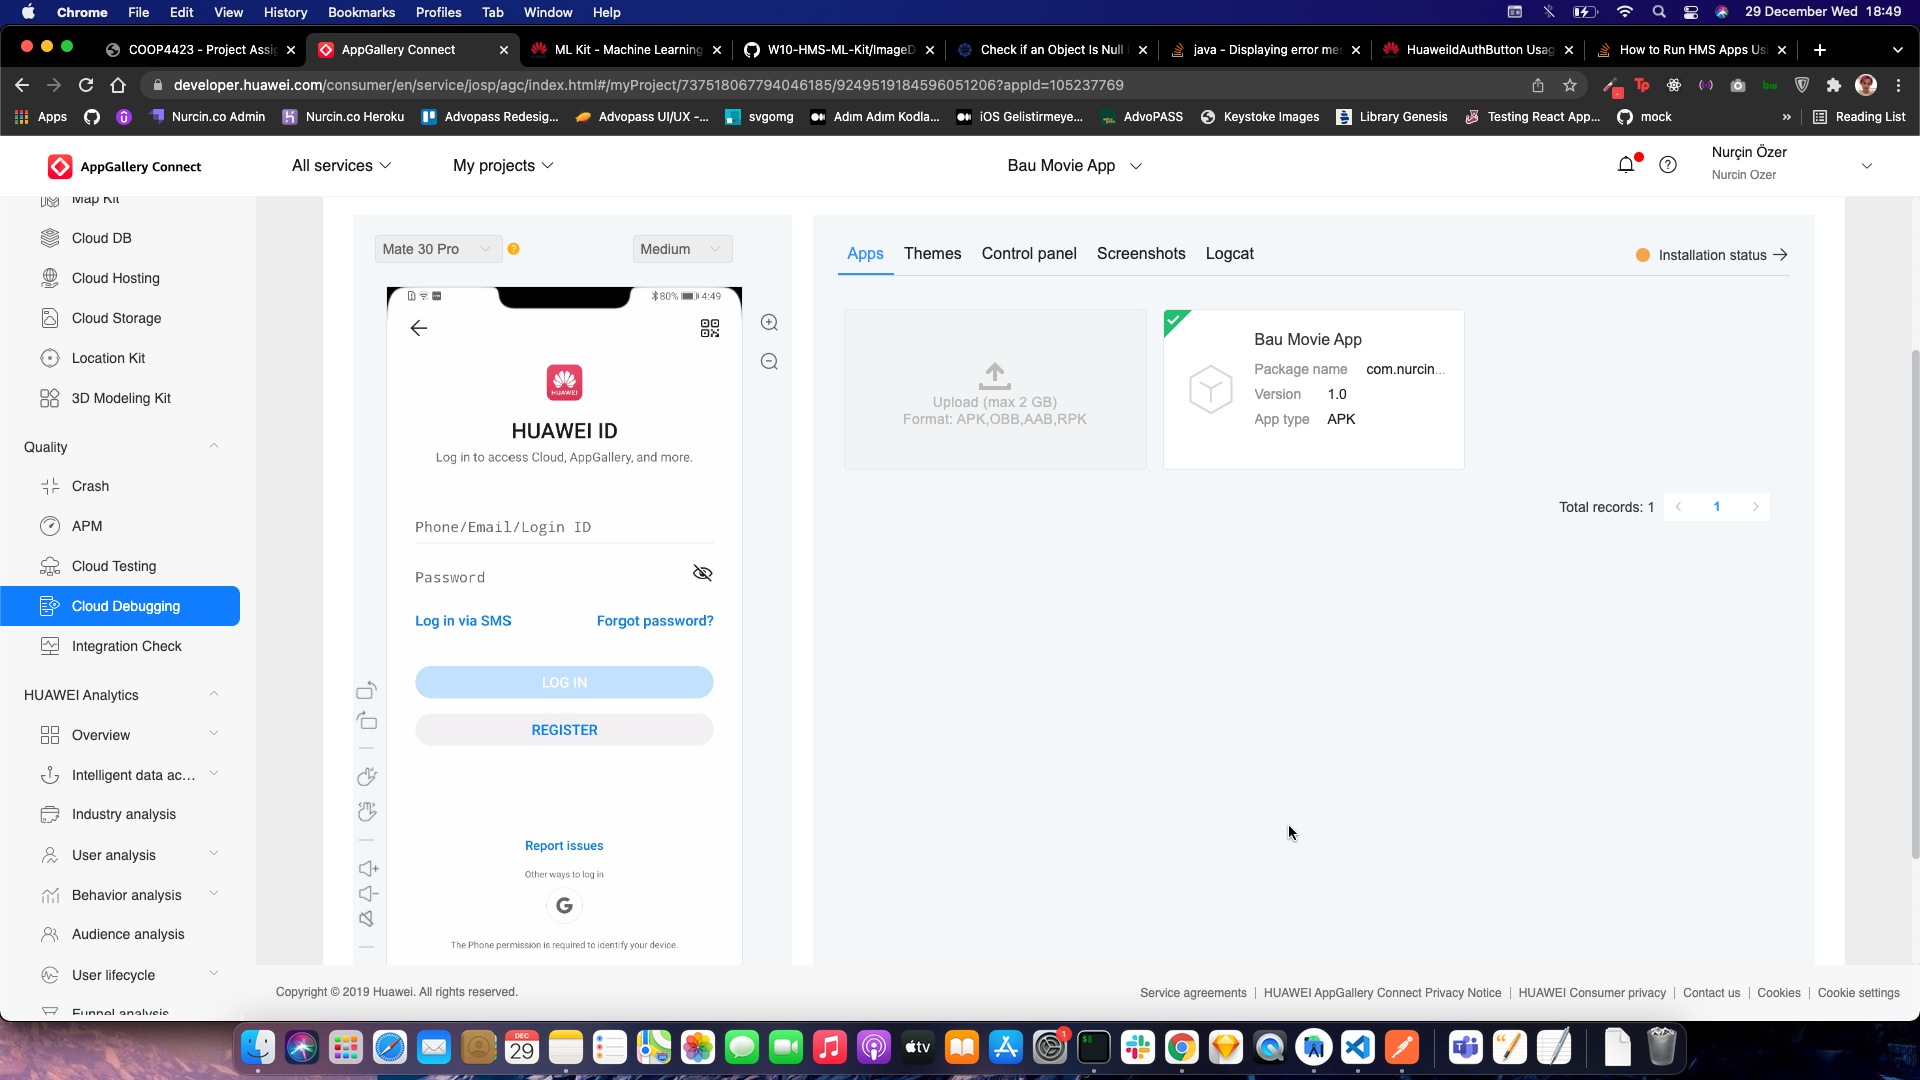 Chrome File Edit View History Bookmarks Profiles Tab Window Help
29 December Wed 18:49
COOP4423 - Project Assig
AppGallery Connect
ML Kit - Machine Learning
W10-HMS-ML-Kit/ImageD
Check if an Object Is Null
java - Displaying error me
HuaweiIdAuthButton Usag
How to Run HMS Apps Us
developer.huawei.com/consumer/en/service/josp/agc/index.html#/myProject/737518067794046185/9249519184596051206?appId=105237769
Apps
Nurcin.co Admin
Nurcin.co Heroku
Advopass Redesig...
Advopass UI/UX -...
svgomg
Adım Adım Kodla...
iOS Gelistirmeye...
AdvoPASS
Keystoke Images
Library Genesis
Testing React App...
mock
»
Reading List
AppGallery Connect
All services
My projects
Bau Movie App
Nurçin Özer
Nurcin Ozer
Map Kit
Cloud DB
Cloud Hosting
Cloud Storage
Location Kit
3D Modeling Kit
Quality
Crash
APM
Cloud Testing
Cloud Debugging
Integration Check
HUAWEI Analytics
Overview
Intelligent data ac...
Industry analysis
User analysis
Behavior analysis
Audience analysis
User lifecycle
Funnel analysis
Mate 30 Pro
Medium
80% 4:49
HUAWEI
HUAWEI ID
Log in to access Cloud, AppGallery, and more.
Phone/Email/Login ID
Password
Log in via SMS
Forgot password?
LOG IN
REGISTER
Report issues
Other ways to log in
G
The Phone permission is required to identify your device.
Apps
Themes
Control panel
Screenshots
Logcat
Installation status
Upload (max 2 GB)
Format: APK,OBB,AAB,RPK
Bau Movie App
Package name com.nurcin...
Version 1.0
App type APK
Total records: 1
1
Copyright © 2019 Huawei. All rights reserved.
Service agreements | HUAWEI AppGallery Connect Privacy Notice | HUAWEI Consumer privacy | Contact us | Cookies | Cookie settings
DEC
29
tv
1